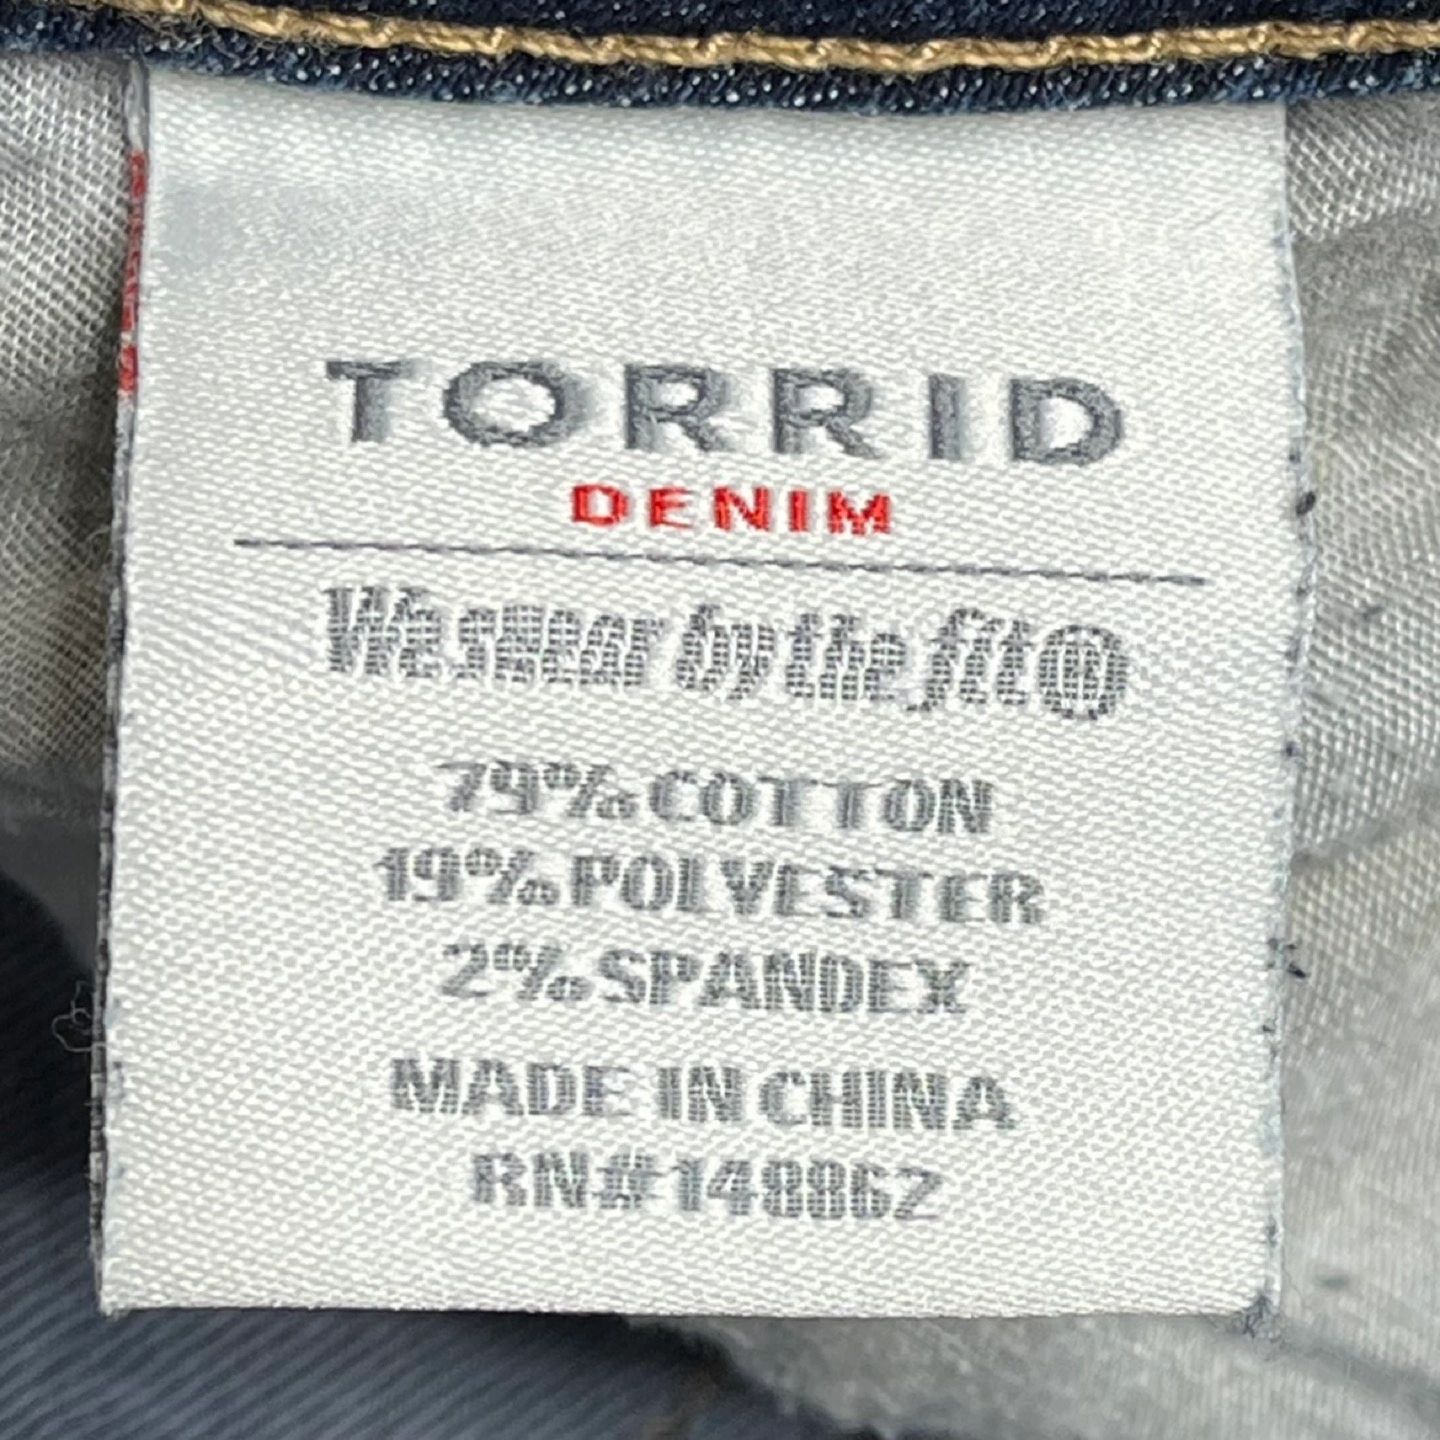 TORRID
DENIM
We swear by the fit®
79% COTTON
19% POLYESTER
2% SPANDEX
MADE IN CHINA
RN#148862